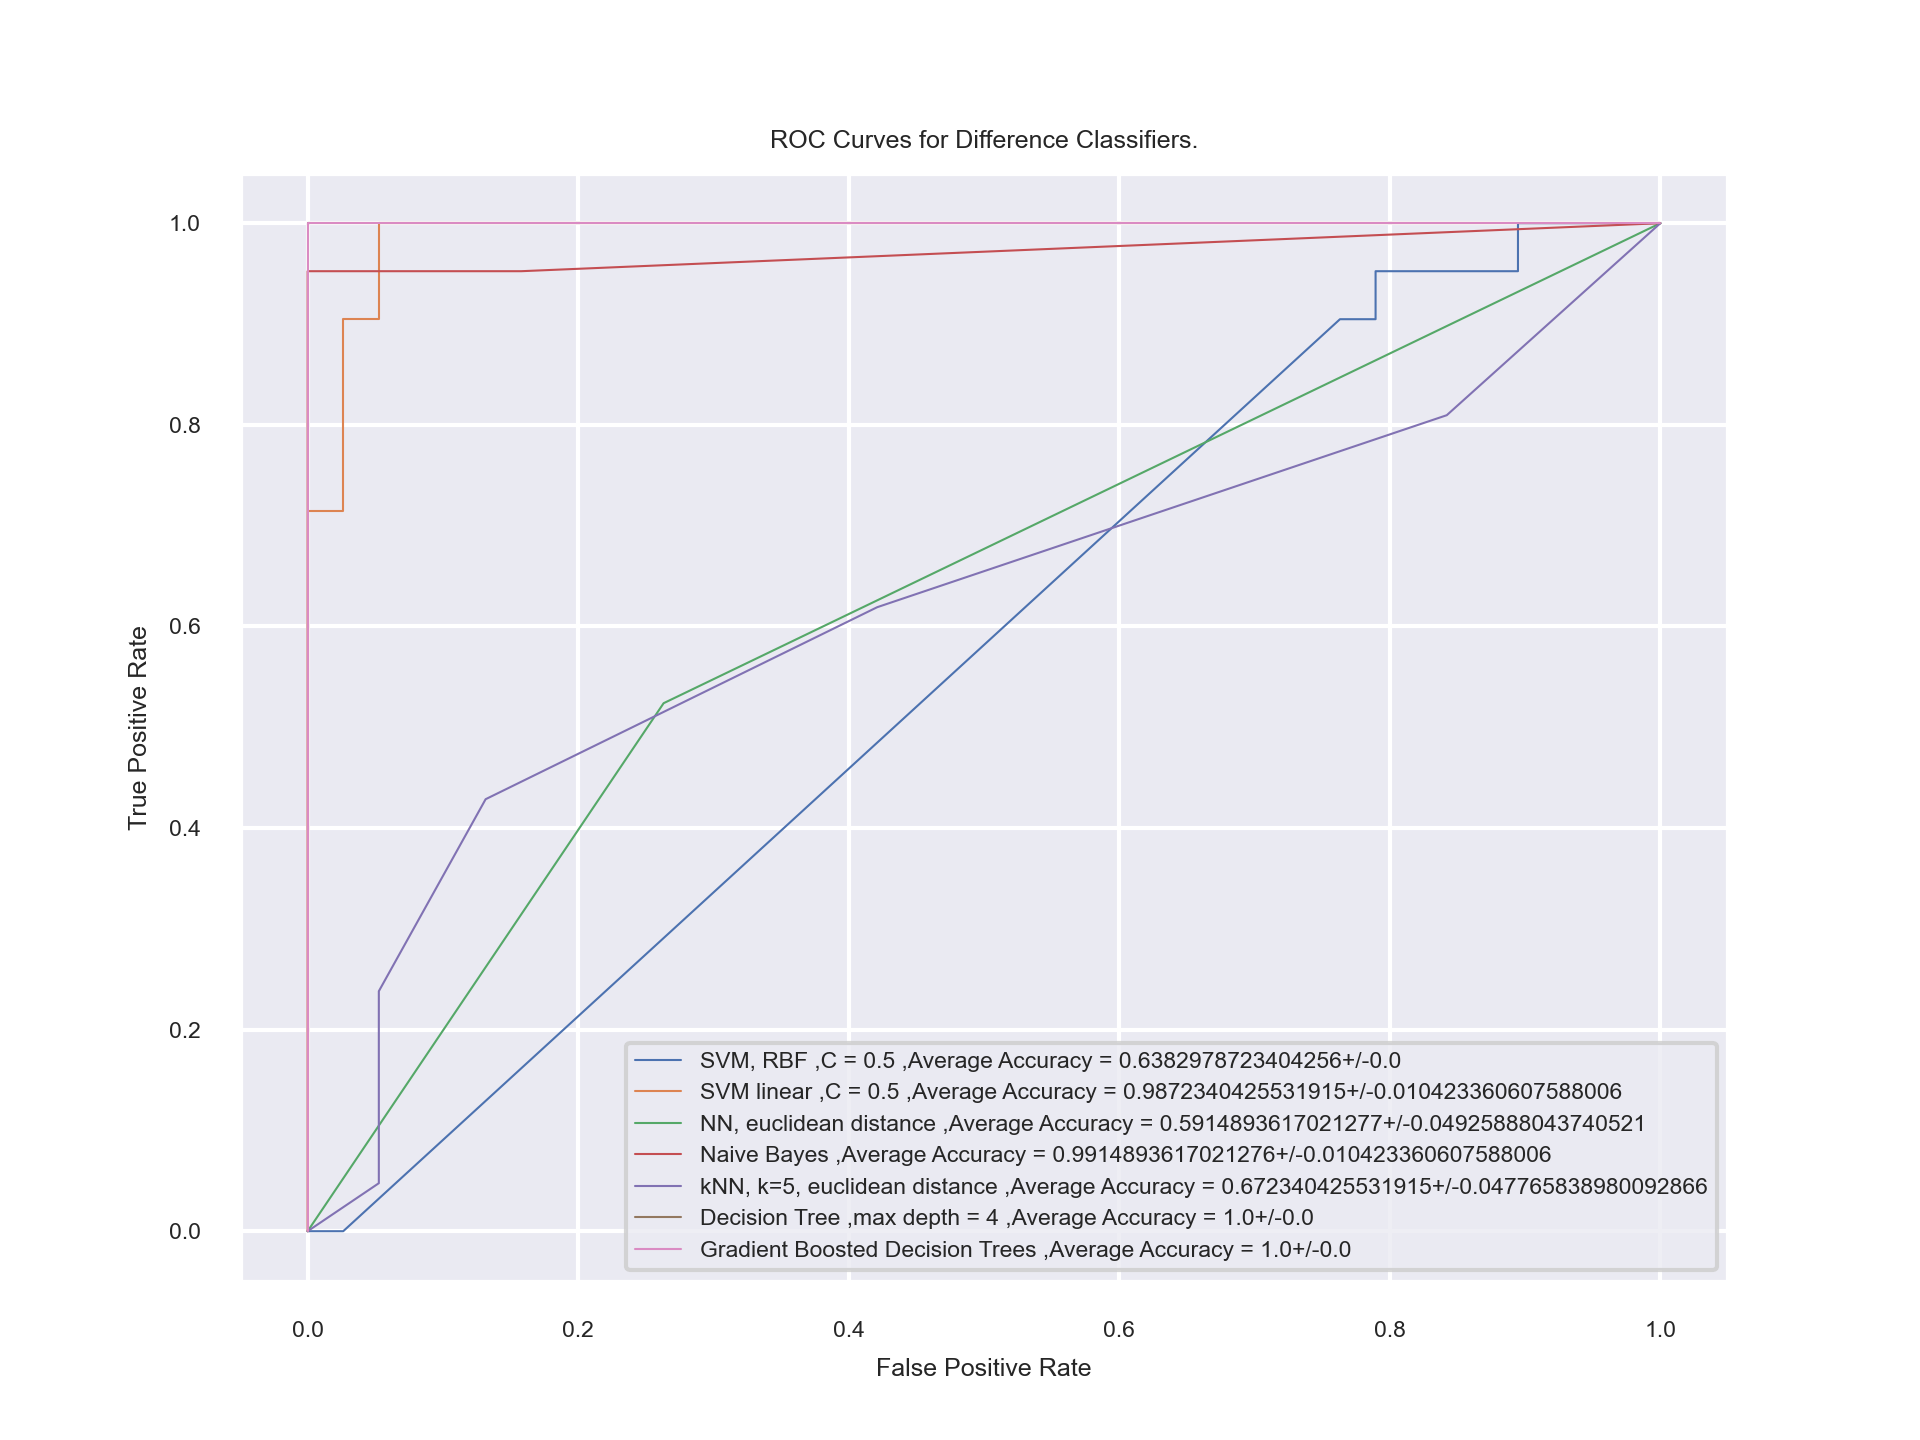 ROC Curves for Difference Classifiers.
1.0
0.8
0.6
0.4
0.2
0.0
True Positive Rate
SVM, RBF ,C = 0.5 ,Average Accuracy = 0.6382978723404256+/-0.0
SVM linear ,C = 0.5 ,Average Accuracy = 0.9872340425531915+/-0.010423360607588006
NN, euclidean distance ,Average Accuracy = 0.5914893617021277+/-0.04925888043740521
Naive Bayes ,Average Accuracy = 0.9914893617021276+/-0.010423360607588006
kNN, k=5, euclidean distance ,Average Accuracy = 0.672340425531915+/-0.047765838980092866
Decision Tree ,max depth = 4 ,Average Accuracy = 1.0+/-0.0
Gradient Boosted Decision Trees ,Average Accuracy = 1.0+/-0.0
0.0 0.2 0.4 0.6 0.8 1.0
False Positive Rate